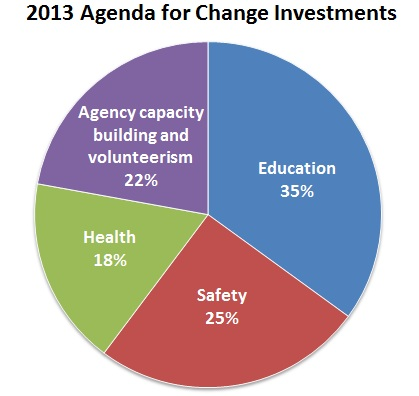 2013 Agenda for Change Investments
Agency capacity
building and
volunteerism
22%
Education
35%
Health
18%
Safety
25%